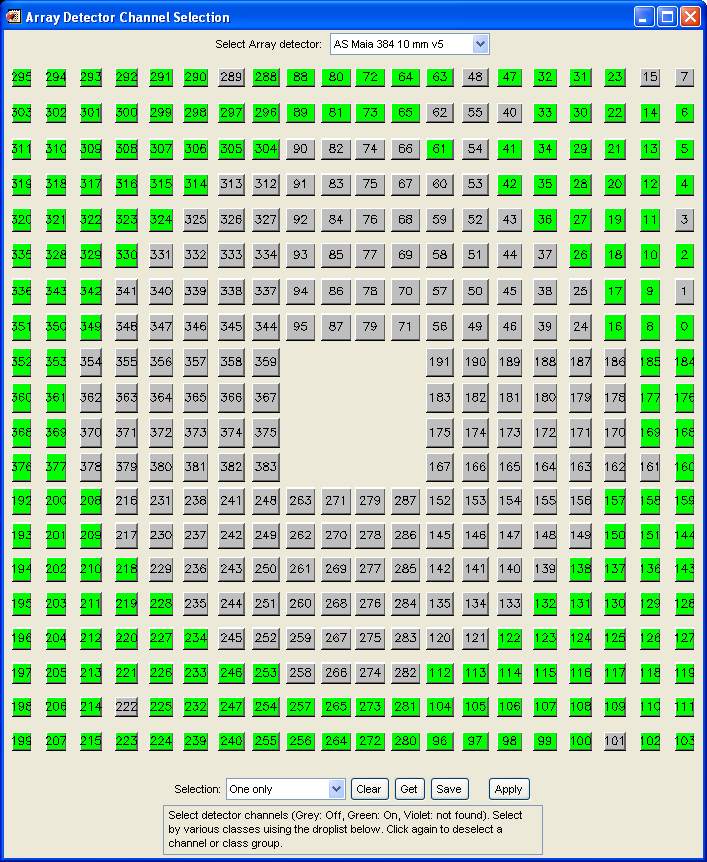 Array Detector Channel Selection
Select Array detector: AS Maia 384 10 mm v5
295 294 293 292 291 290 289 288 88 80 72 64 63 48 47 32 31 23 15 7
303 302 301 300 299 298 297 296 89 81 73 65 62 55 40 33 30 22 14 6
311 310 309 308 307 306 305 304 90 82 74 66 61 54 41 34 29 21 13 5
319 318 317 316 315 314 313 312 91 83 75 67 60 53 42 35 28 20 12 4
320 321 322 323 324 325 326 327 92 84 76 68 59 52 43 36 27 19 11 3
335 328 329 330 331 332 333 334 93 85 77 69 58 51 44 37 26 18 10 2
336 343 342 341 340 339 338 337 94 86 78 70 57 50 45 38 25 17 9 1
351 350 349 348 347 346 345 344 95 87 79 71 56 49 46 39 24 16 8 0
352 353 354 355 356 357 358 359 191 190 189 188 187 186 185 184
360 361 362 363 364 365 366 367 183 182 181 180 179 178 177 176
368 369 370 371 372 373 374 375 175 174 173 172 171 170 169 168
376 377 378 379 380 381 382 383 167 166 165 164 163 162 161 160
192 200 208 216 231 238 241 248 263 271 279 287 152 153 154 155 156 157 158 159
193 201 209 217 230 237 242 249 262 270 278 286 145 146 147 148 149 150 151 144
194 202 210 218 229 236 243 250 261 269 277 285 142 141 140 139 138 137 136 143
195 203 211 219 228 235 244 251 260 268 276 284 135 134 133 132 131 130 129 128
196 204 212 220 227 234 245 252 259 267 275 283 120 121 122 123 124 125 126 127
197 205 213 221 226 233 246 253 258 266 274 282 112 113 114 115 116 117 118 119
198 206 214 222 225 232 247 254 257 265 273 281 104 105 106 107 108 109 110 111
199 207 215 223 224 239 240 255 256 264 272 280 96 97 98 99 100 101 102 103
Selection: One only Clear Get Save Apply
Select detector channels (Grey: Off, Green: On, Violet: not found). Select
by various classes uising the droplist below. Click again to deselect a
channel or class group.